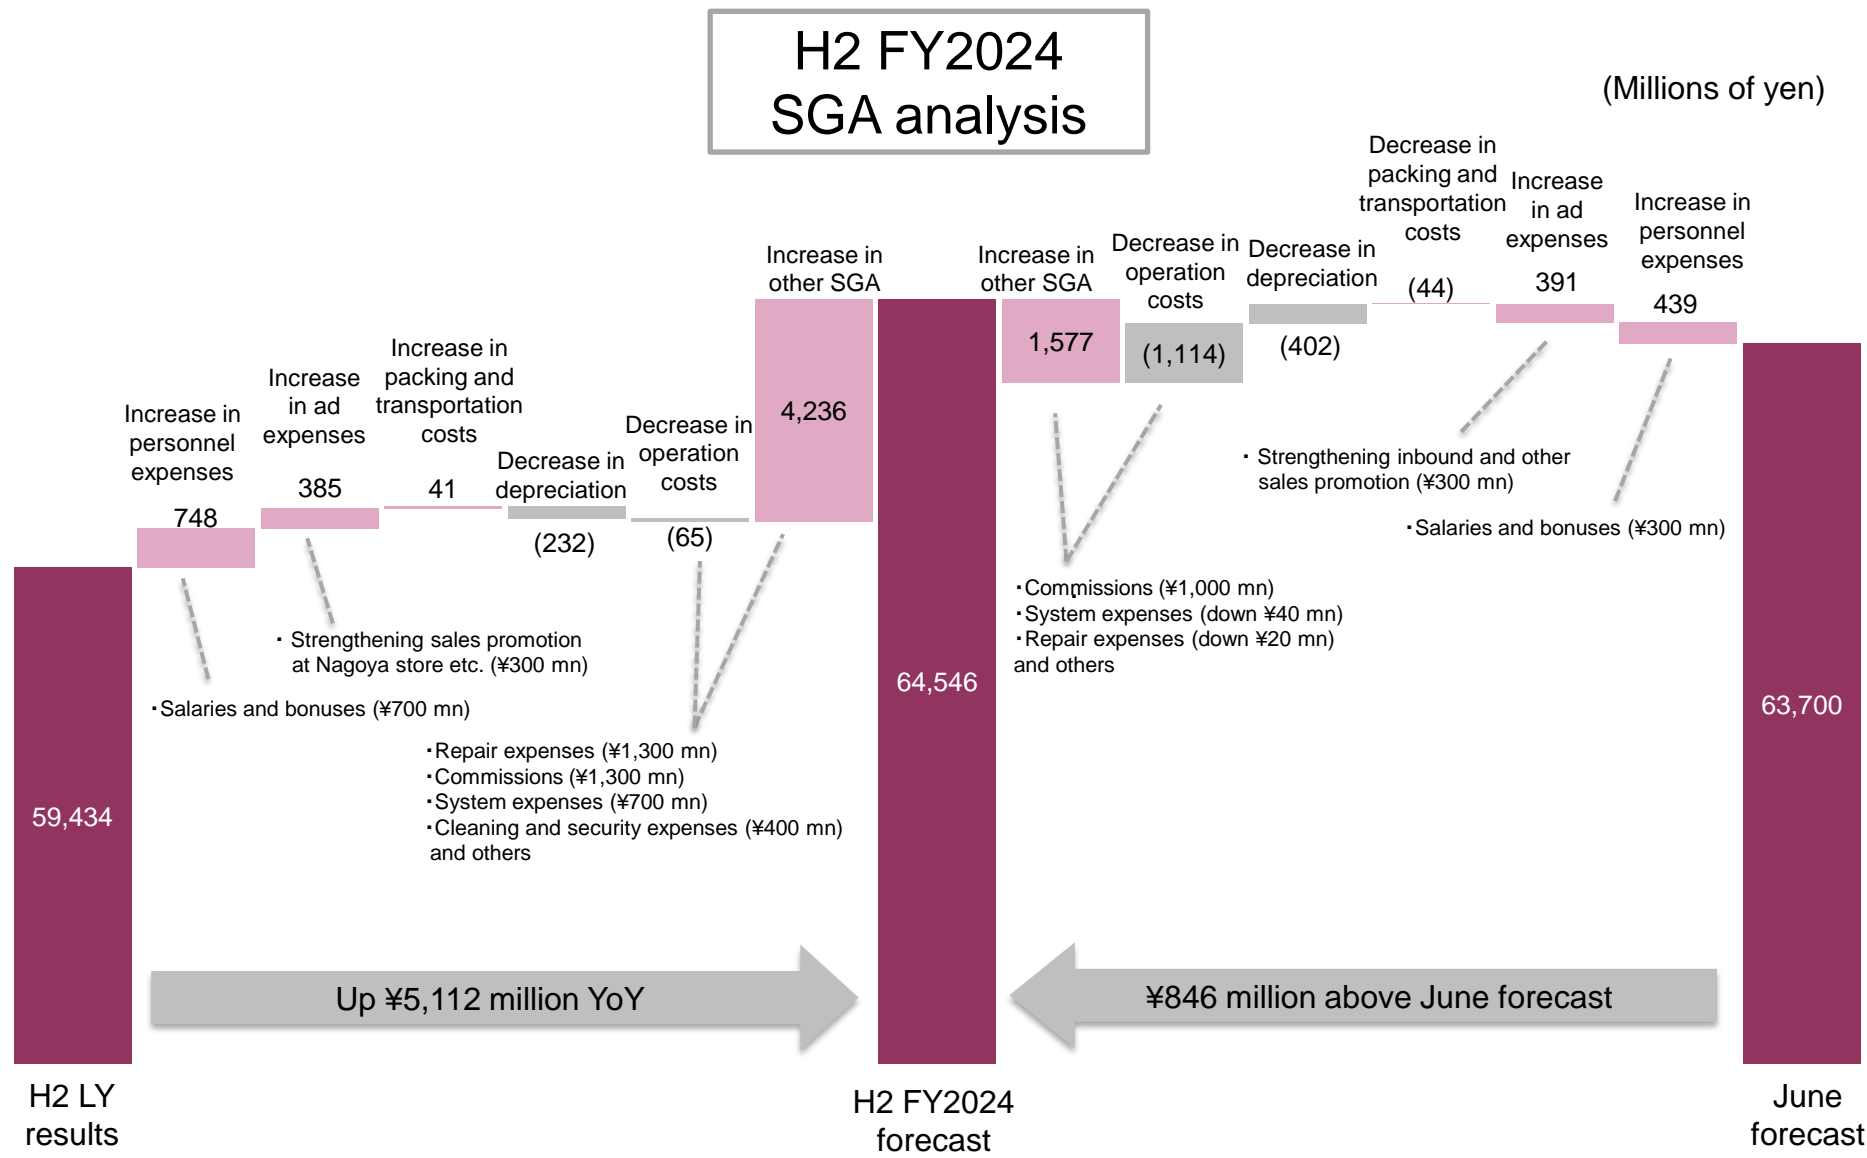 H2 FY2024
SGA analysis
(Millions of yen)
Increase in
personnel
expenses
748
Increase
in ad
expenses
385
Increase in
packing and
transportation
costs
41
Decrease in
depreciation
(232)
Decrease in
operation
costs
(65)
Increase in
other SGA
4,236
Increase in
other SGA
1,577
Decrease in
operation
costs
(1,114)
Decrease in
depreciation
(402)
Decrease in
packing and
transportation
costs
(44)
Increase
in ad
expenses
391
Increase in
personnel
expenses
439
59,434
64,546
63,700
・Strengthening sales promotion
at Nagoya store etc. (¥300 mn)
・Salaries and bonuses (¥700 mn)
・Repair expenses (¥1,300 mn)
・Commissions (¥1,300 mn)
・System expenses (¥700 mn)
・Cleaning and security expenses (¥400 mn)
and others
・Commissions (¥1,000 mn)
・System expenses (down ¥40 mn)
・Repair expenses (down ¥20 mn)
and others
・Strengthening inbound and other
sales promotion (¥300 mn)
・Salaries and bonuses (¥300 mn)
Up ¥5,112 million YoY
¥846 million above June forecast
H2 LY
results
H2 FY2024
forecast
June
forecast